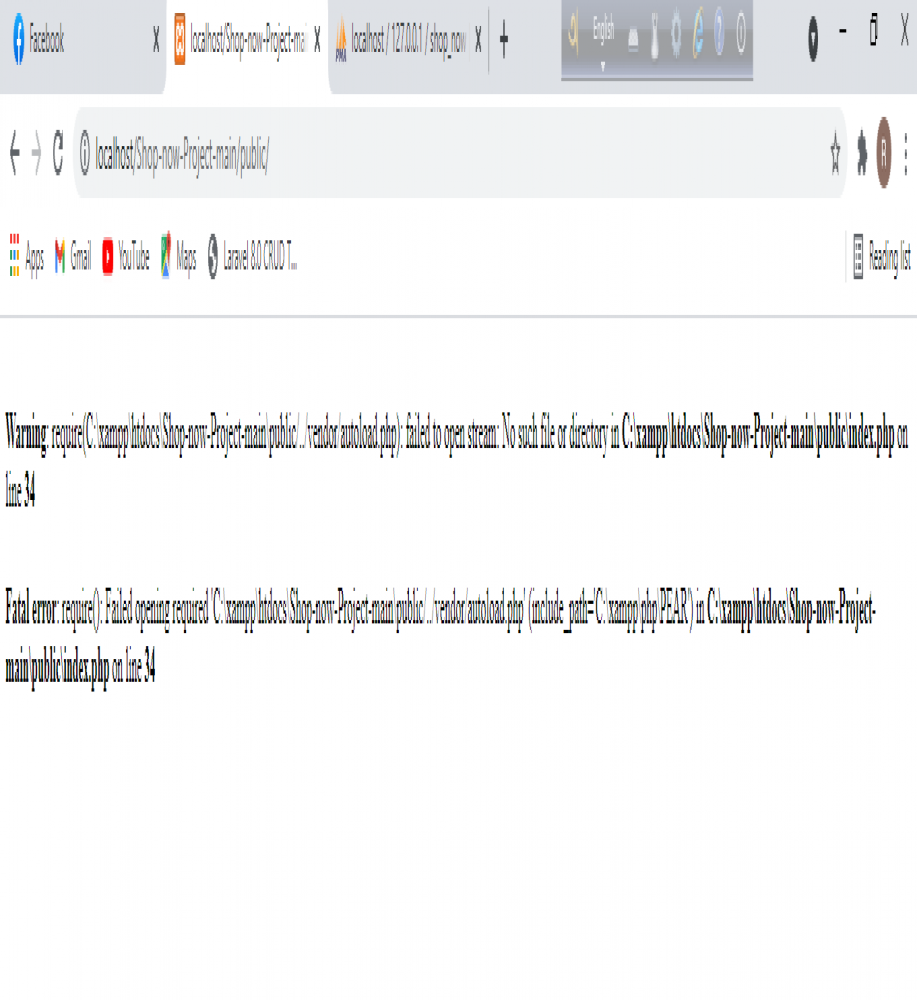 Facebook
localhost/Shop-now-Project-mai
localhost / 127.0.0.1 / shop_now
English
localhost/Shop-now-Project-main/public/
R
Apps
Gmail
YouTube
Maps
Laravel 8.0 CRUD T...
Reading list
Warning: require(C:\xampp\htdocs\Shop-now-Project-main\public/../vendor/autoload.php): failed to open stream: No such file or directory in C:\xampp\htdocs\Shop-now-Project-main\public\index.php on
line 34
Fatal error: require(): Failed opening required 'C:\xampp\htdocs\Shop-now-Project-main\public/../vendor/autoload.php' (include_path='C:\xampp\php\PEAR') in C:\xampp\htdocs\Shop-now-Project-
main\public\index.php on line 34